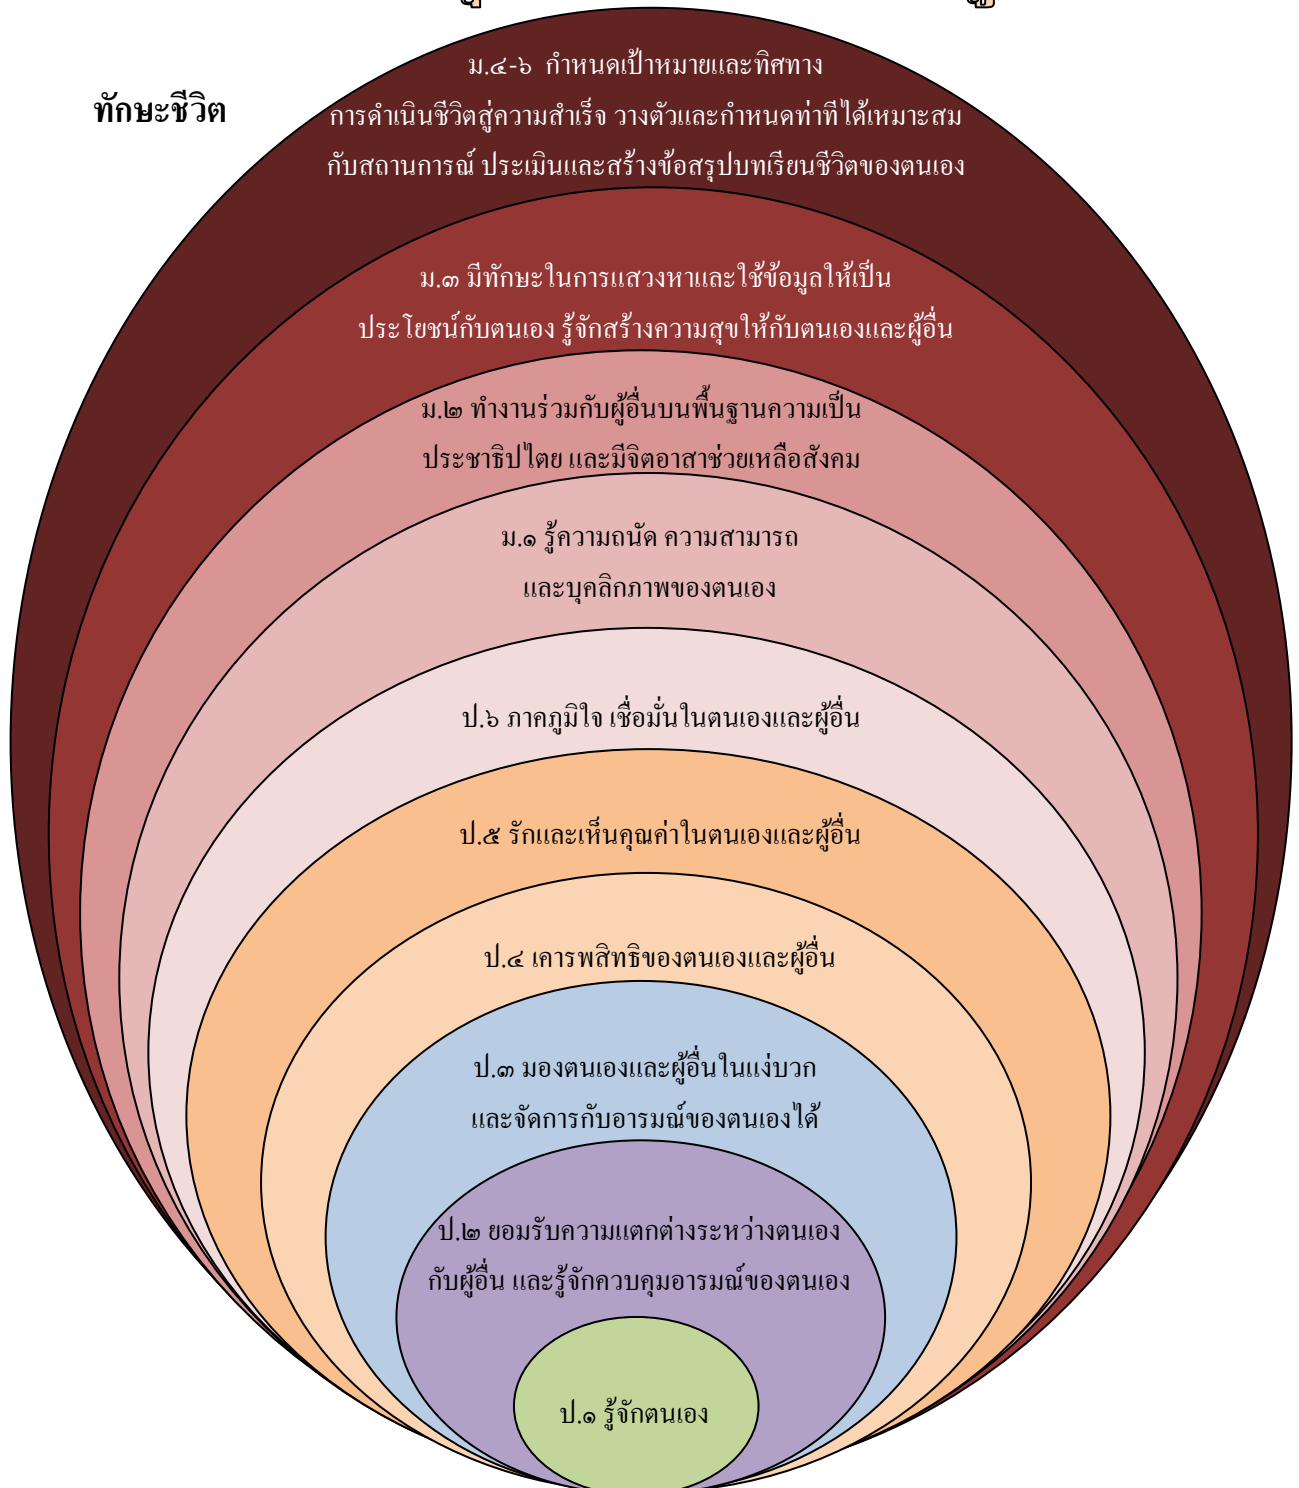 ทักษะชีวิต
ม.๔-๖ กำหนดเป้าหมายและทิศทาง
การดำเนินชีวิตสู่ความสำเร็จ วางตัวและกำหนดท่าทีได้เหมาะสม
กับสถานการณ์ ประเมินและสร้างข้อสรุปบทเรียนชีวิตของตนเอง
ม.๓ มีทักษะในการแสวงหาและใช้ข้อมูลให้เป็น
ประโยชน์กับตนเอง รู้จักสร้างความสุขให้กับตนเองและผู้อื่น
ม.๒ ทำงานร่วมกับผู้อื่นบนพื้นฐานความเป็น
ประชาธิปไตย และมีจิตอาสาช่วยเหลือสังคม
ม.๑ รู้ความถนัด ความสามารถ
และบุคลิกภาพของตนเอง
ป.๖ ภาคภูมิใจ เชื่อมั่นในตนเองและผู้อื่น
ป.๕ รักและเห็นคุณค่าในตนเองและผู้อื่น
ป.๔ เคารพสิทธิของตนเองและผู้อื่น
ป.๓ มองตนเองและผู้อื่นในแง่บวก
และจัดการกับอารมณ์ของตนเองได้
ป.๒ ยอมรับความแตกต่างระหว่างตนเอง
กับผู้อื่น และรู้จักควบคุมอารมณ์ของตนเอง
ป.๑ รู้จักตนเอง